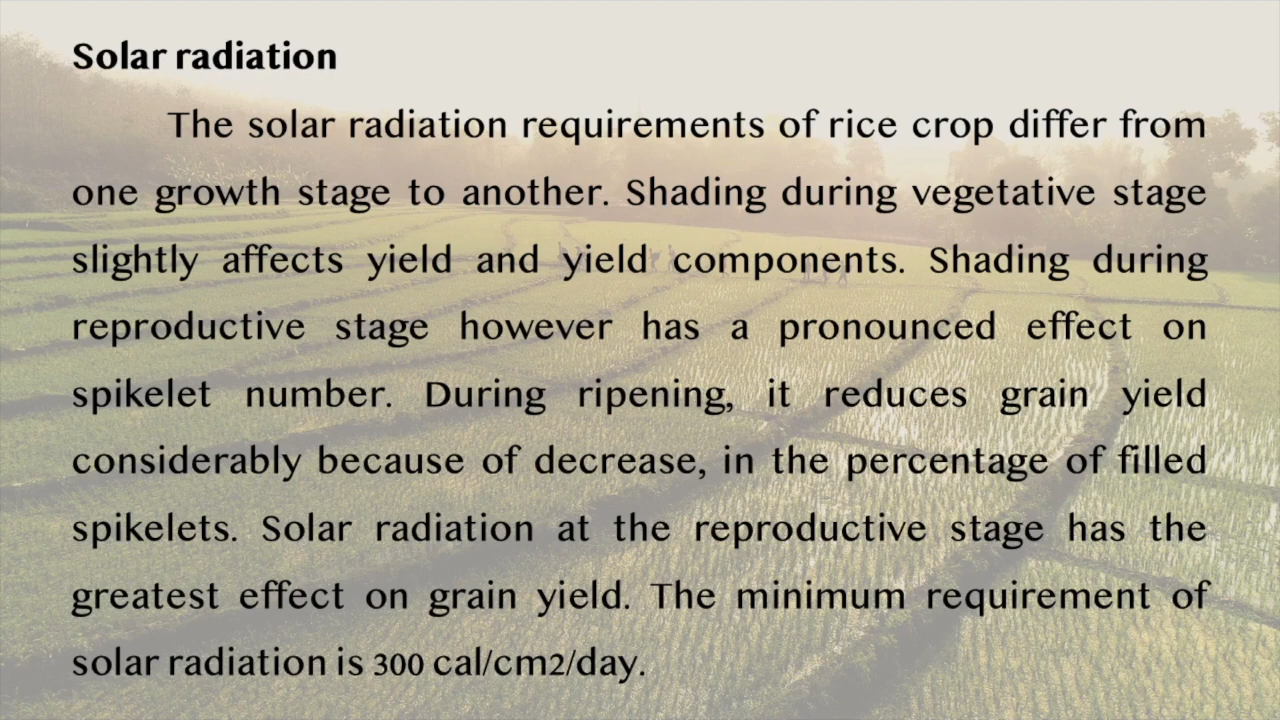 Solar radiation
The solar radiation requirements of rice crop differ from
one growth stage to another. Shading during vegetative stage
slightly affects yield and yield components. Shading during
reproductive stage however has a pronounced effect on
spikelet number. During ripening, it reduces grain yield
considerably because of decrease, in the percentage of filled
spikelets. Solar radiation at the reproductive stage has the
greatest effect on grain yield. The minimum requirement of
solar radiation is 300 cal/cm2/day.